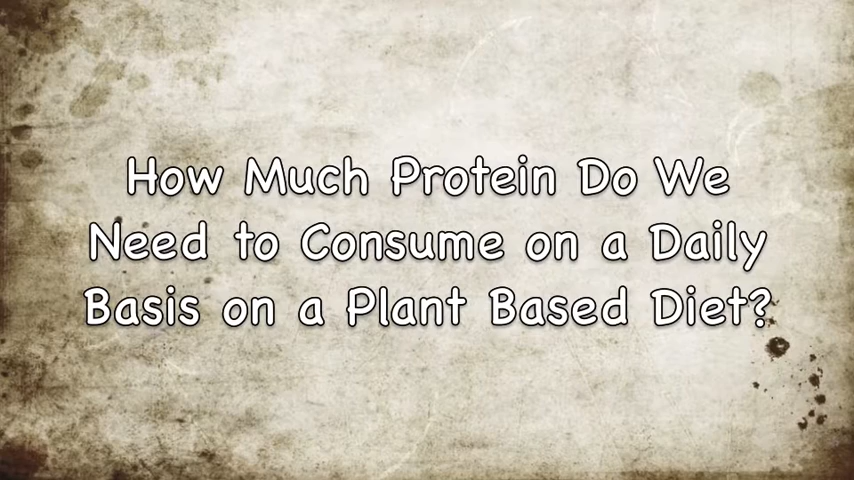 How Much Protein Do We
Need to Consume on a Daily
Basis on a Plant Based Diet?